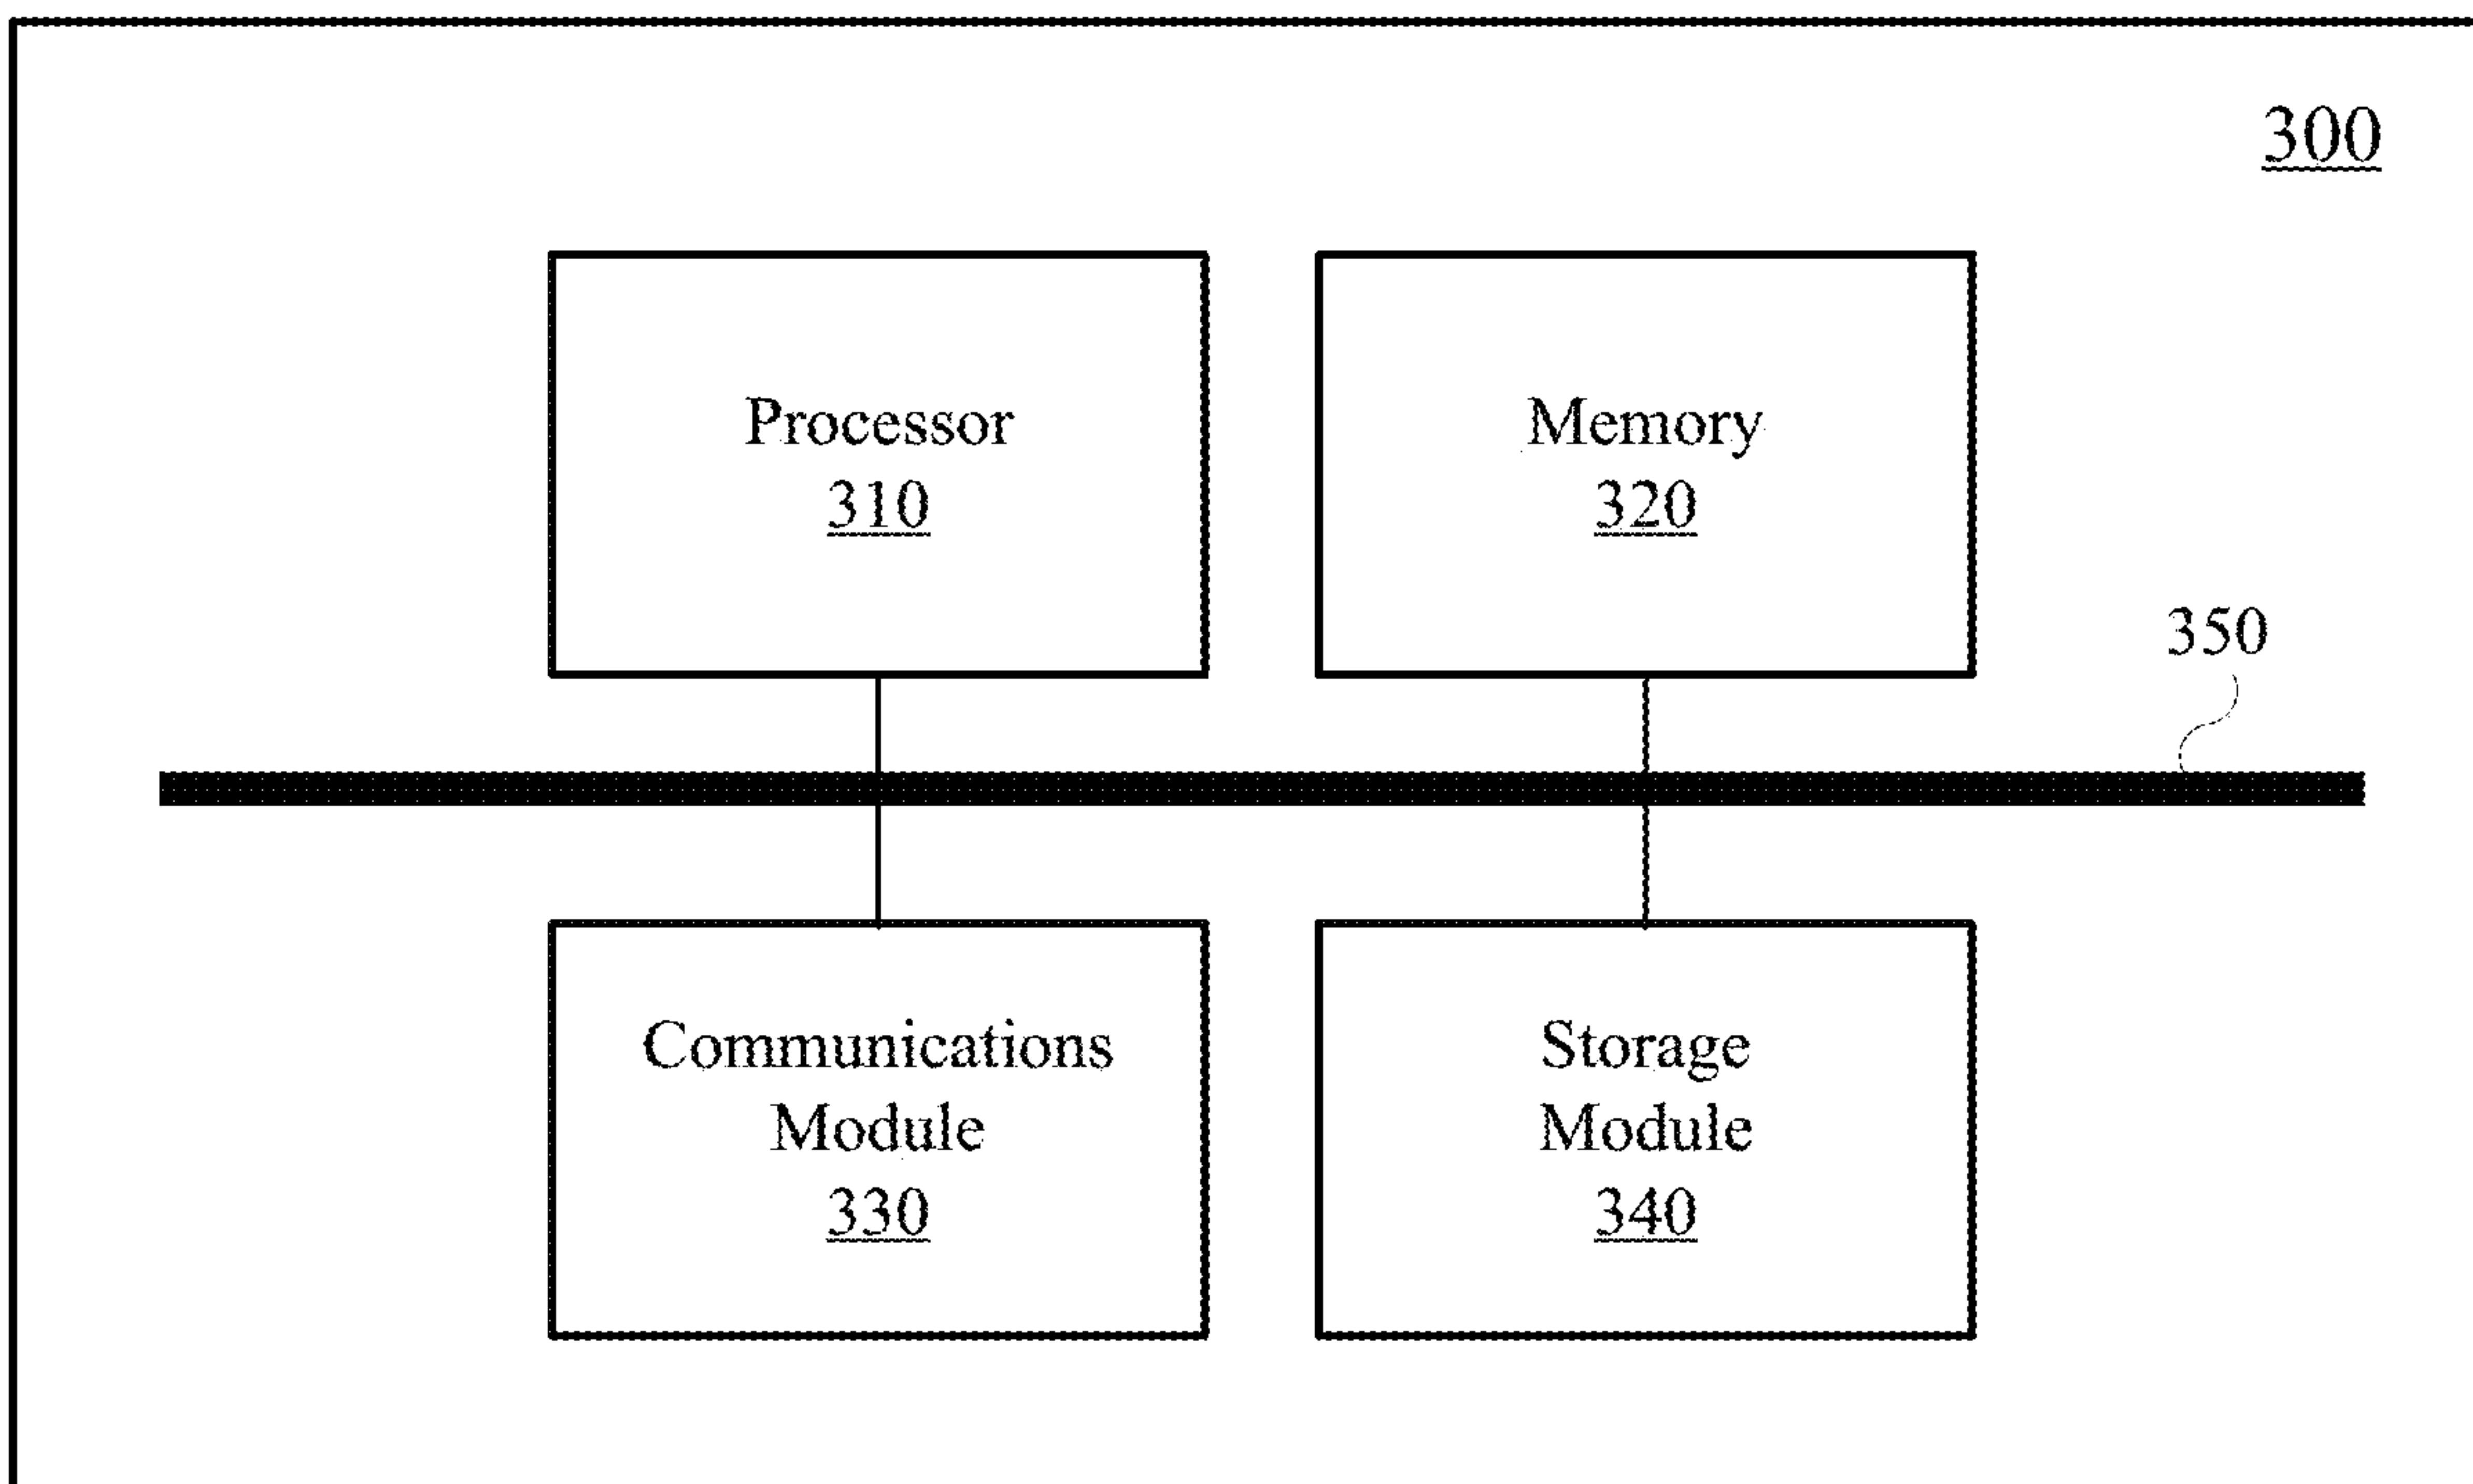 300
Processor
310
Memory
320
350
Communications
Module
330
Storage
Module
340